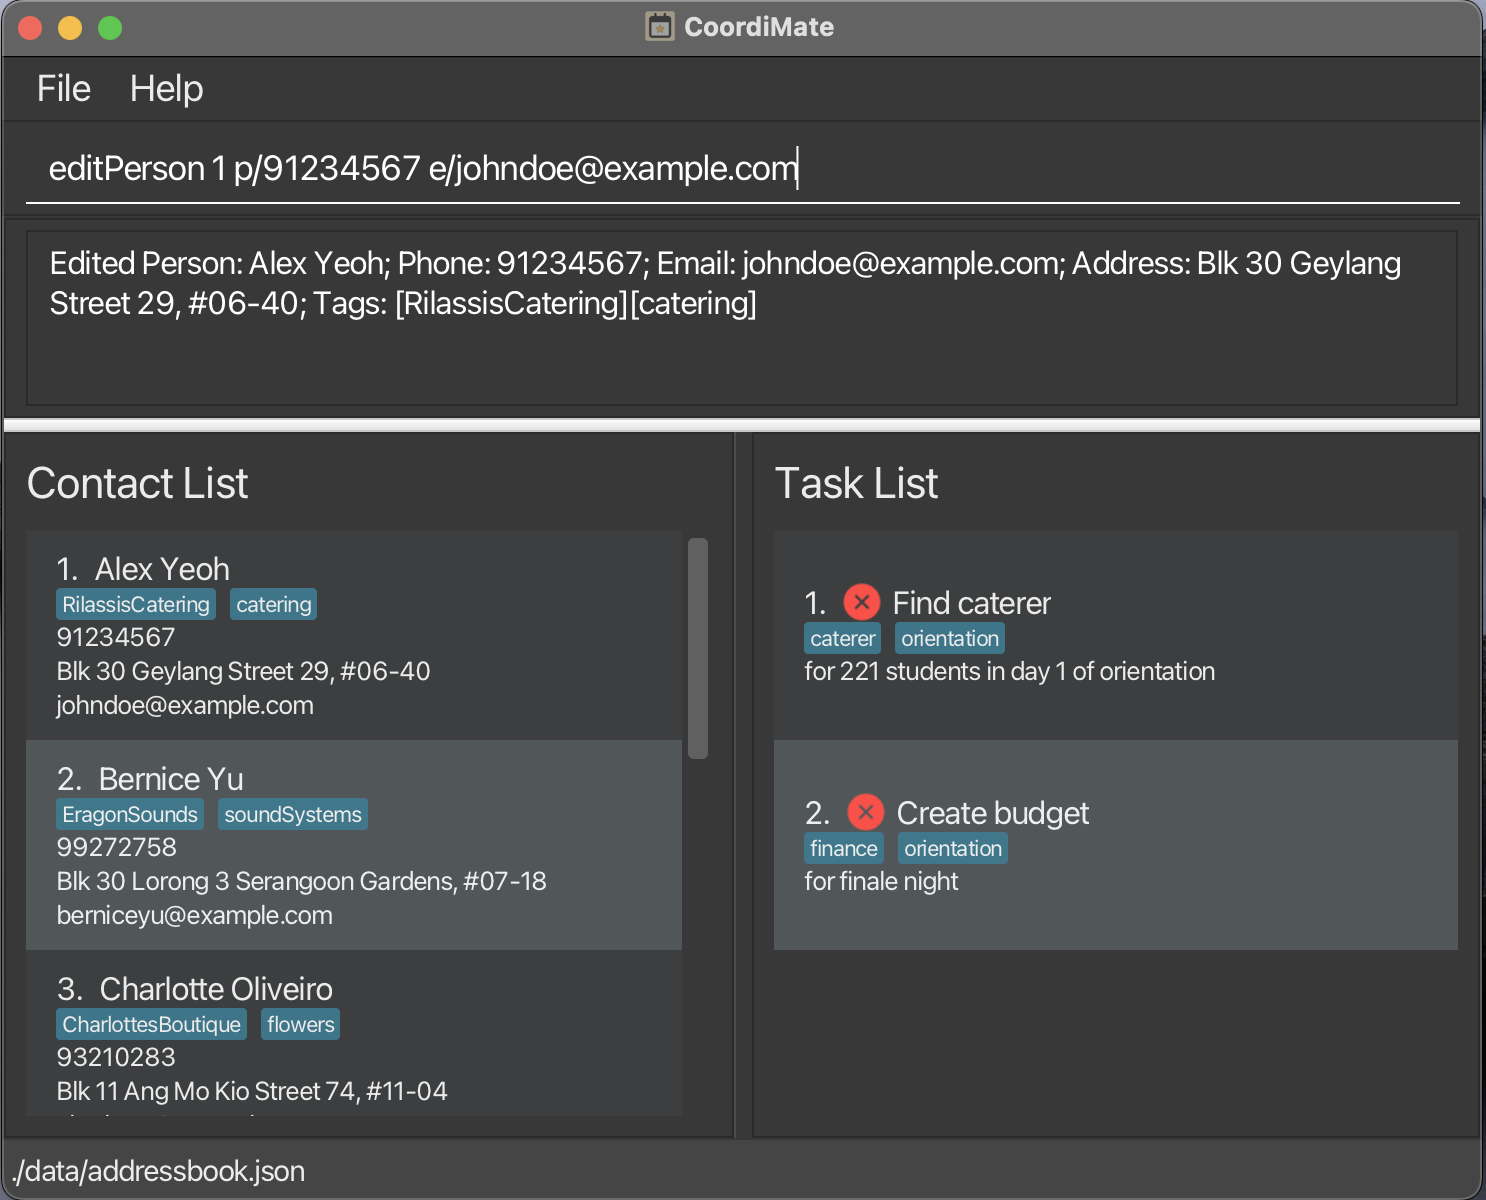 CoordiMate
File Help
editPerson 1 p/91234567 e/johndoe@example.com
Edited Person: Alex Yeoh; Phone: 91234567; Email: johndoe@example.com; Address: Blk 30 Geylang
Street 29, #06-40; Tags: [RilassisCatering][catering]
Contact List
1. Alex Yeoh
RilassisCatering catering
91234567
Blk 30 Geylang Street 29, #06-40
johndoe@example.com
2. Bernice Yu
EragonSounds soundSystems
99272758
Blk 30 Lorong 3 Serangoon Gardens, #07-18
berniceyu@example.com
3. Charlotte Oliveiro
CharlottesBoutique flowers
93210283
Blk 11 Ang Mo Kio Street 74, #11-04
Task List
1. Find caterer
caterer orientation
for 221 students in day 1 of orientation
2. Create budget
finance orientation
for finale night
./data/addressbook.json